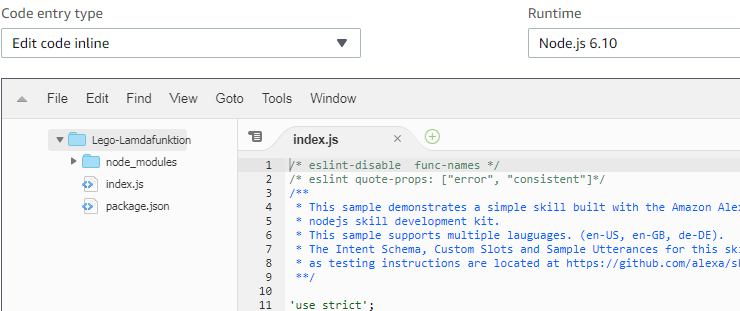 Code entry type
Runtime
Edit code inline
Node.js 6.10
File Edit Find View Goto Tools Window
Lego-Lamdafunktion
node_modules
index.js
package.json
index.js
1 /* eslint-disable  func-names */
2 /* eslint quote-props: ["error", "consistent"]*/
3 /**
4 * This sample demonstrates a simple skill built with the Amazon Alex
5 * nodejs skill development kit.
6 * This sample supports multiple lauguages. (en-US, en-GB, de-DE).
7 * The Intent Schema, Custom Slots and Sample Utterances for this ski
8 * as testing instructions are located at https://github.com/alexa/sk
9 **/
10
11 'use strict';